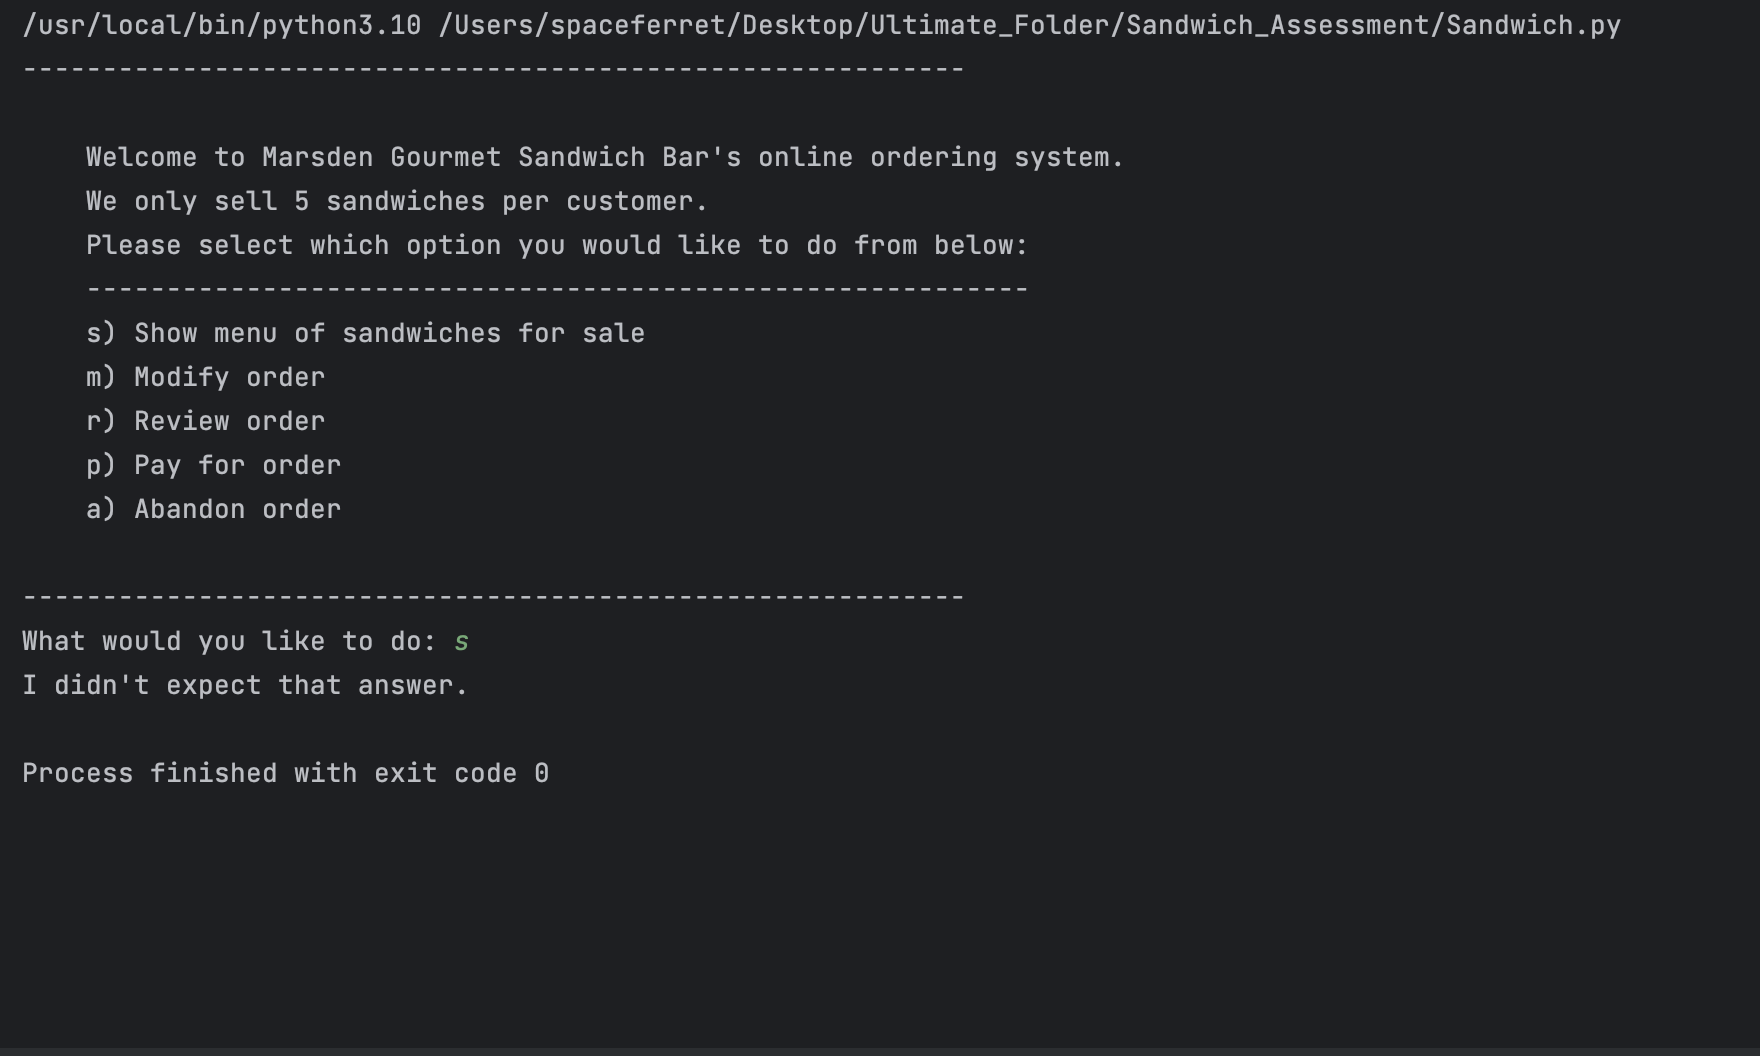 /usr/local/bin/python3.10 /Users/spaceferret/Desktop/Ultimate_Folder/Sandwich_Assessment/Sandwich.py
-----------------------------------------------------------
Welcome to Marsden Gourmet Sandwich Bar's online ordering system.
We only sell 5 sandwiches per customer.
Please select which option you would like to do from below:
-----------------------------------------------------------
s) Show menu of sandwiches for sale
m) Modify order
r) Review order
p) Pay for order
a) Abandon order
-----------------------------------------------------------
What would you like to do: s
I didn't expect that answer.
Process finished with exit code 0